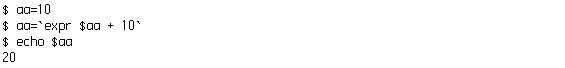 $ aa=10
$ aa=`expr $aa + 10`
$ echo $aa
20